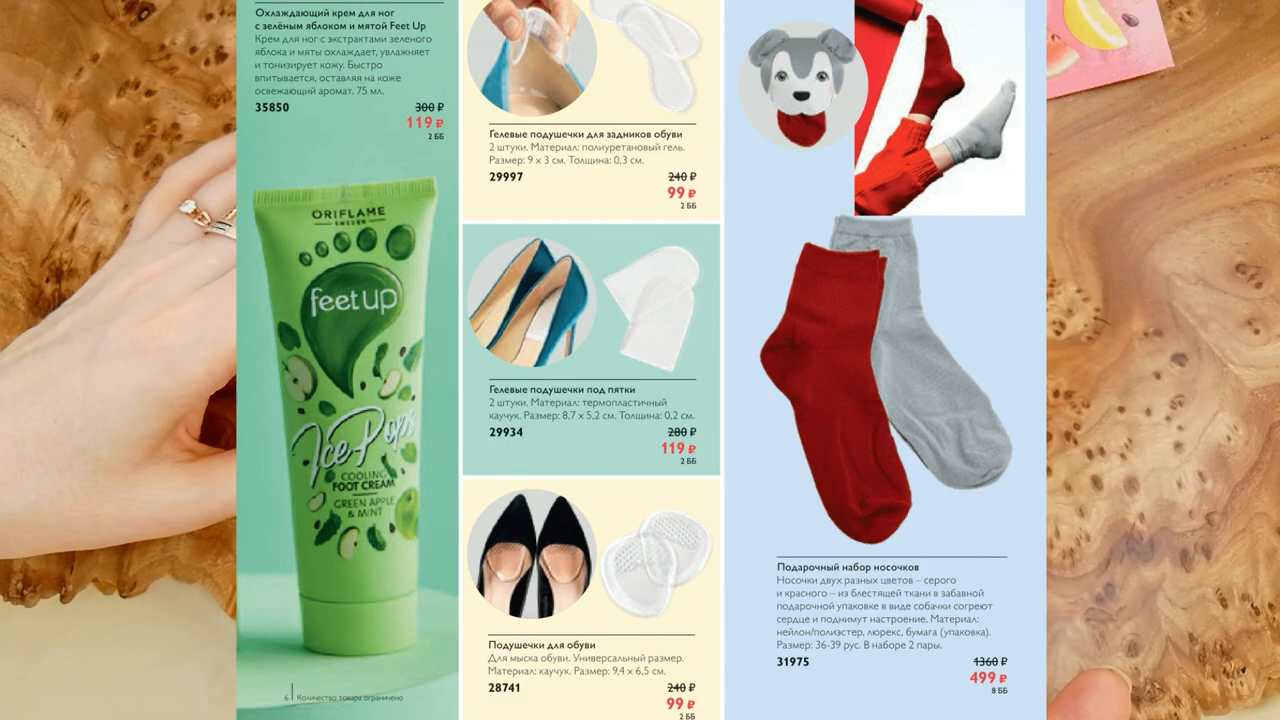 Охлаждающий крем для ног
с зелёным яблоком и мятой Feet Up
Крем для ног с экстрактами зеленого
яблока и мяты охлаждает, увлажняет
и тонизирует кожу. Быстро
впитывается, оставляя на коже
освежающий аромат. 75 мл.
35850 300 ₽
119 ₽
2 ББ
ORIFLAME
SWEDEN
feet up
Ice Pops
COOLING
FOOT CREAM
GREEN APPLE
& MINT
6 | Количество товара ограничено
Гелевые подушечки для задников обуви
2 штуки. Материал: полиуретановый гель.
Размер: 9 x 3 см. Толщина: 0,3 см.
29997 240 ₽
99 ₽
2 ББ
Гелевые подушечки под пятки
2 штуки. Материал: термопластичный
каучук. Размер: 8,7 x 5,2 см. Толщина: 0,2 см.
29934 280 ₽
119 ₽
2 ББ
Подушечки для обуви
Для мыска обуви. Универсальный размер.
Материал: каучук. Размер: 9,4 x 6,5 см.
28741 240 ₽
99 ₽
2 ББ
Подарочный набор носочков
Носочки двух разных цветов – серого
и красного – из блестящей ткани в забавной
подарочной упаковке в виде собачки согреют
сердце и поднимут настроение. Материал:
нейлон/полиэстер, люрекс, бумага (упаковка).
Размер: 36-39 рус. В наборе 2 пары.
31975 1360 ₽
499 ₽
8 ББ